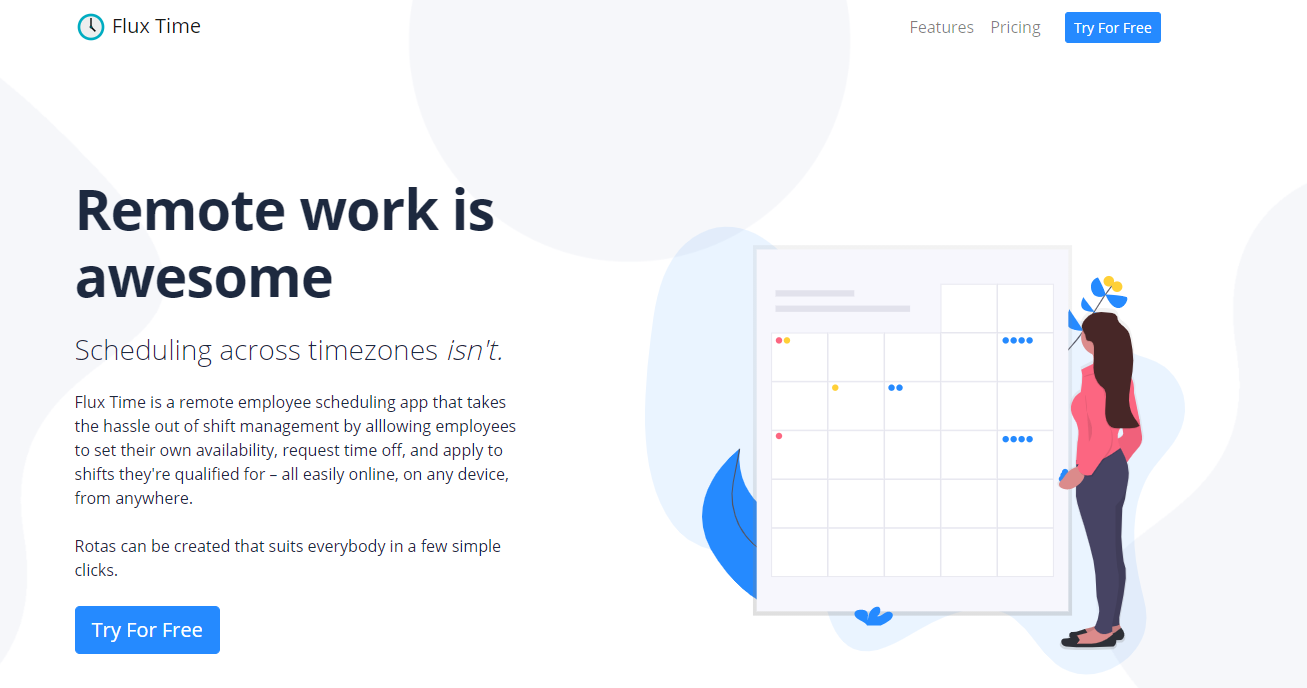 Flux Time
Features
Pricing
Try For Free
Remote work is
awesome
Scheduling across timezones isn't.
Flux Time is a remote employee scheduling app that takes
the hassle out of shift management by alllowing employees
to set their own availability, request time off, and apply to
shifts they're qualified for – all easily online, on any device,
from anywhere.
Rotas can be created that suits everybody in a few simple
clicks.
Try For Free